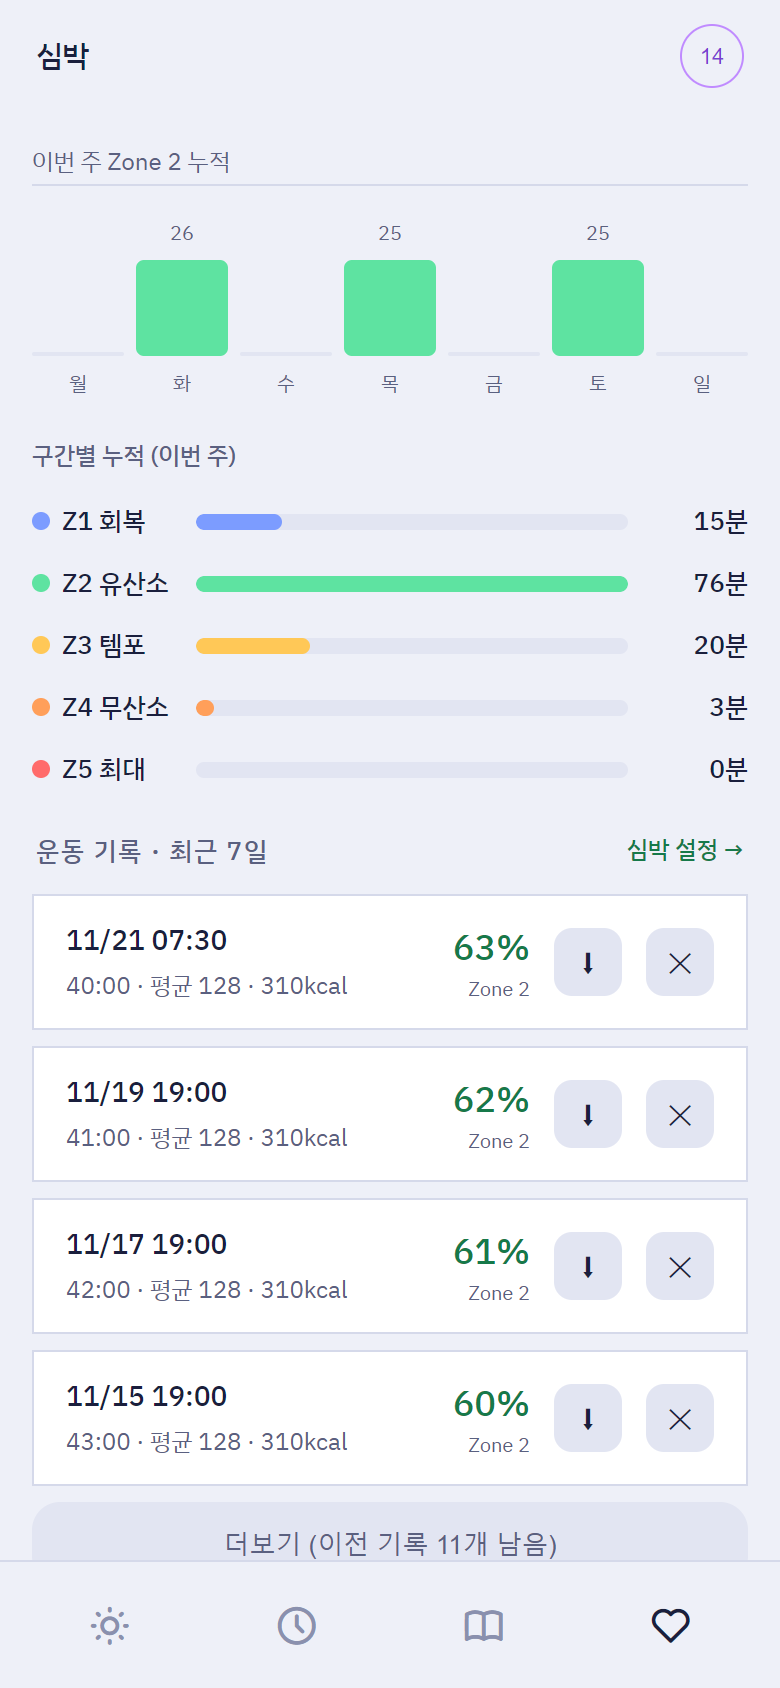 심박
14
이번 주 Zone 2 누적
26 25 25
월 화 수 목 금 토 일
구간별 누적 (이번 주)
Z1 회복 15분
Z2 유산소 76분
Z3 템포 20분
Z4 무산소 3분
Z5 최대 0분
운동 기록 · 최근 7일 심박 설정 →
11/21 07:30
40:00 · 평균 128 · 310kcal
63%
Zone 2
11/19 19:00
41:00 · 평균 128 · 310kcal
62%
Zone 2
11/17 19:00
42:00 · 평균 128 · 310kcal
61%
Zone 2
11/15 19:00
43:00 · 평균 128 · 310kcal
60%
Zone 2
더보기 (이전 기록 11개 남음)